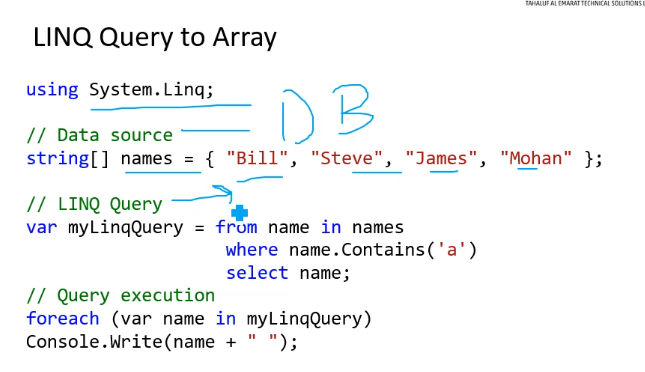 TAHALUF AL EMARAT TECHNICAL SOLUTIONS L
LINQ Query to Array
using System.Linq;
DB
// Data source
string[] names = { "Bill", "Steve", "James", "Mohan" };
// LINQ Query
var myLinqQuery = from name in names
where name.Contains('a')
select name;
// Query execution
foreach (var name in myLinqQuery)
Console.Write(name + " ");